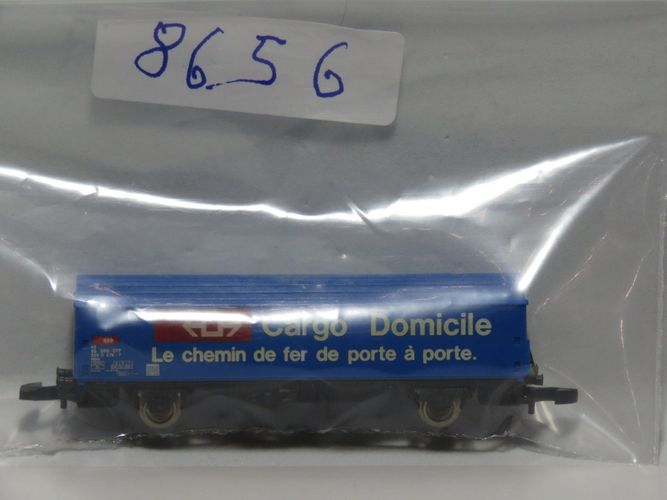 8656
Cargo Domicile
Le chemin de fer de porte à porte.